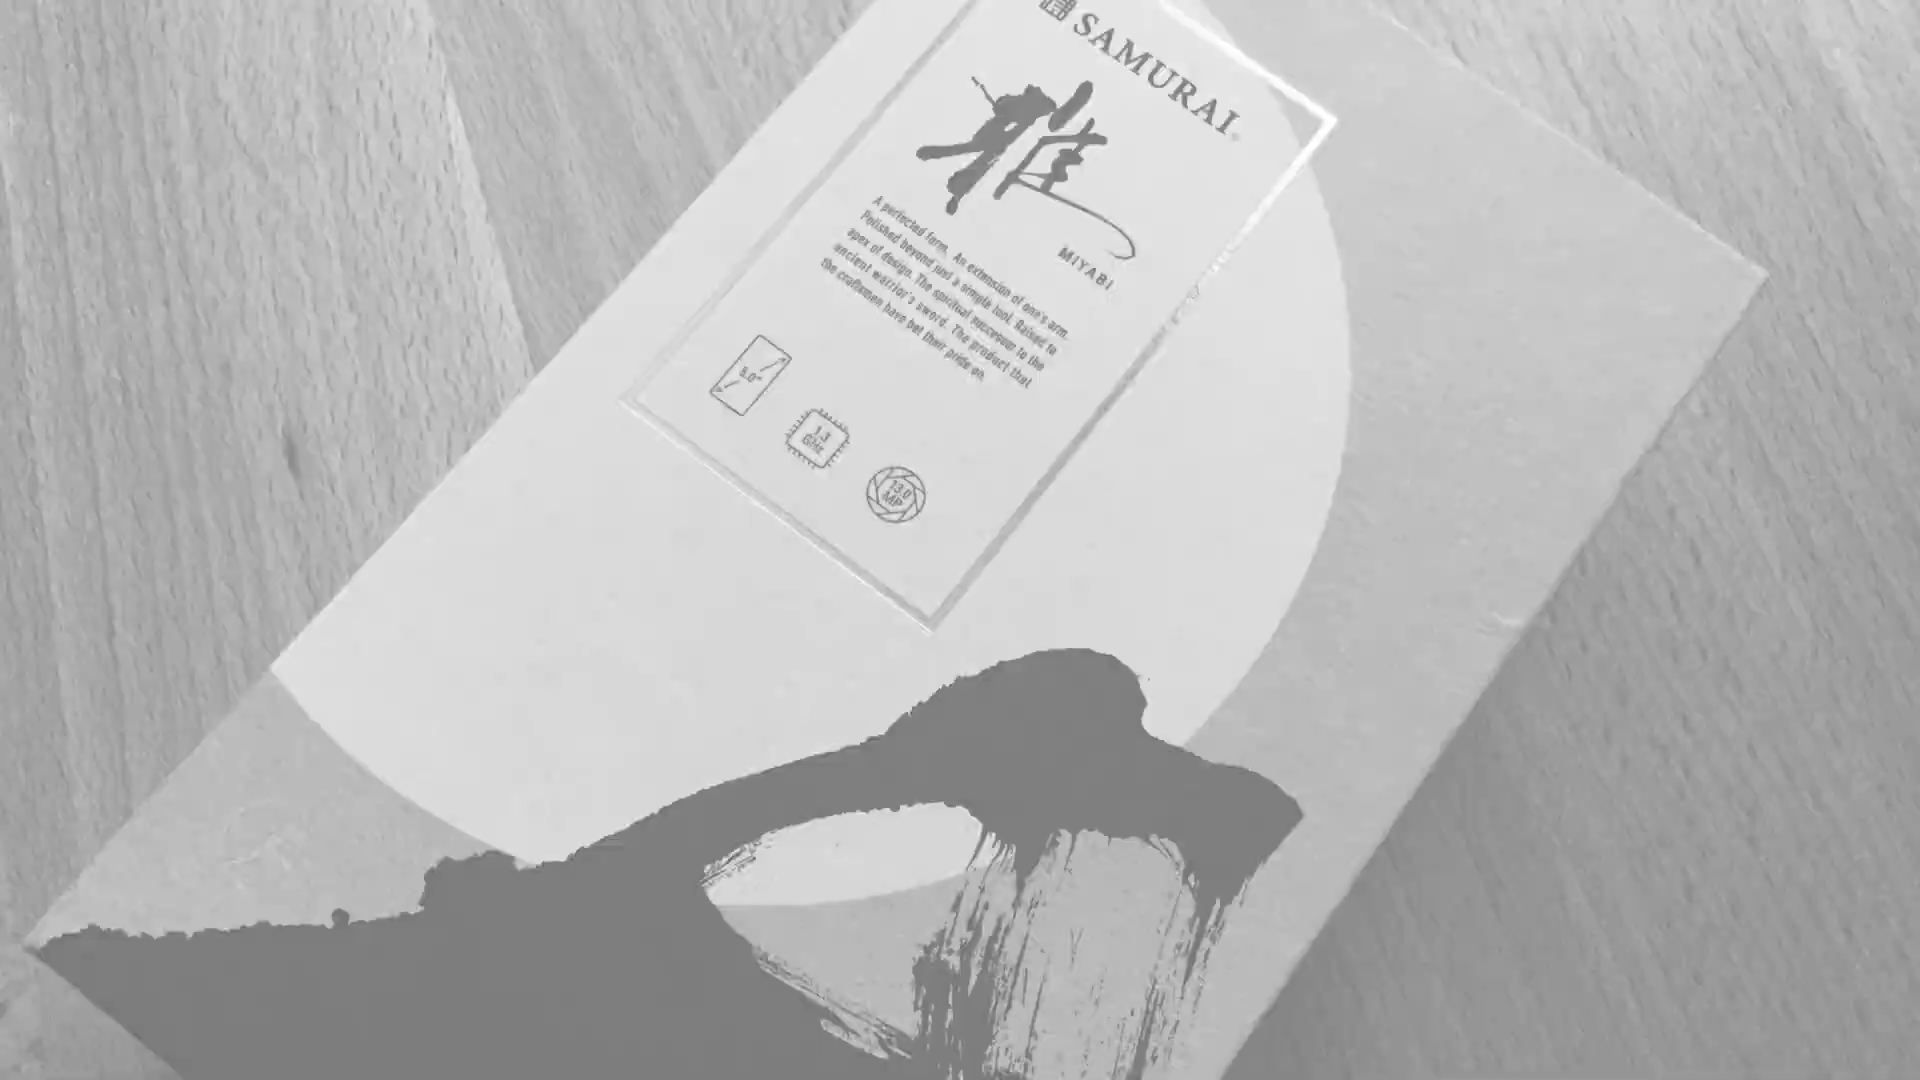 SAMURAI
雅
MIYABI
A perfected form. An extension of one's arm.
Polished beyond just a simple tool. Raised to
apex of design. The spiritual successor to the
ancient warrior's sword. The product that
the craftsmen have bet their pride on.
5.0"
1.3
GHz
13.0
MP